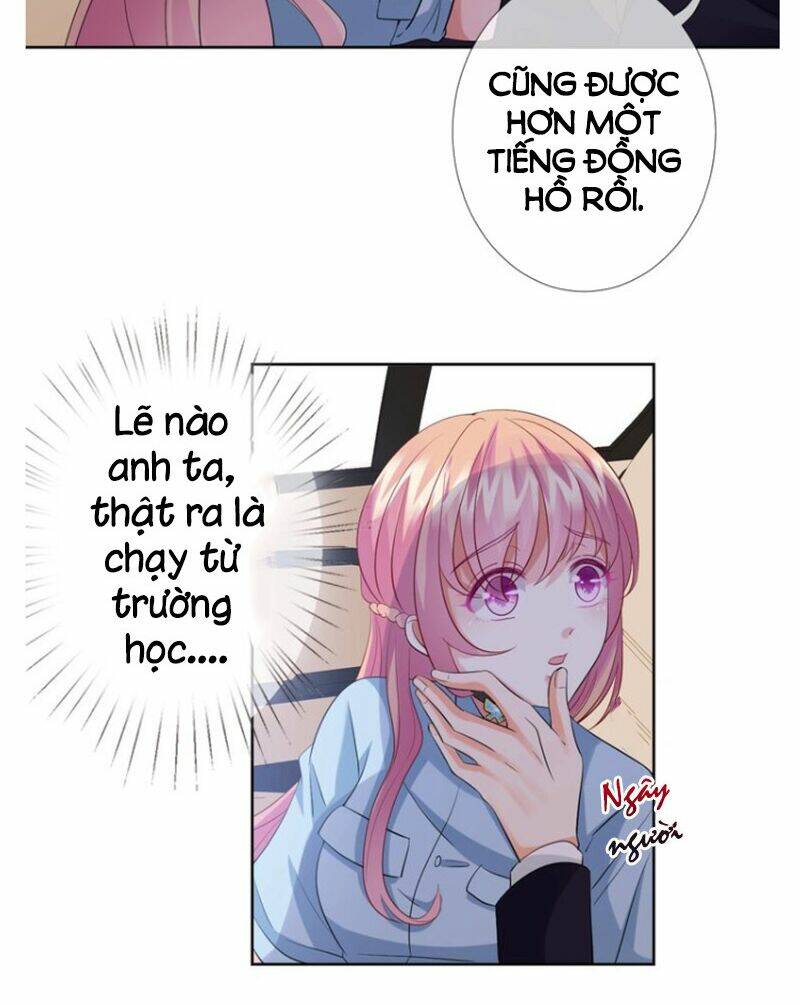 CŨNG ĐƯỢC
HƠN MỘT
TIẾNG ĐỒNG
HỒ RỒI.
Lẽ nào
anh ta,
thật ra là
chạy từ
trường
học....
Ngây
người